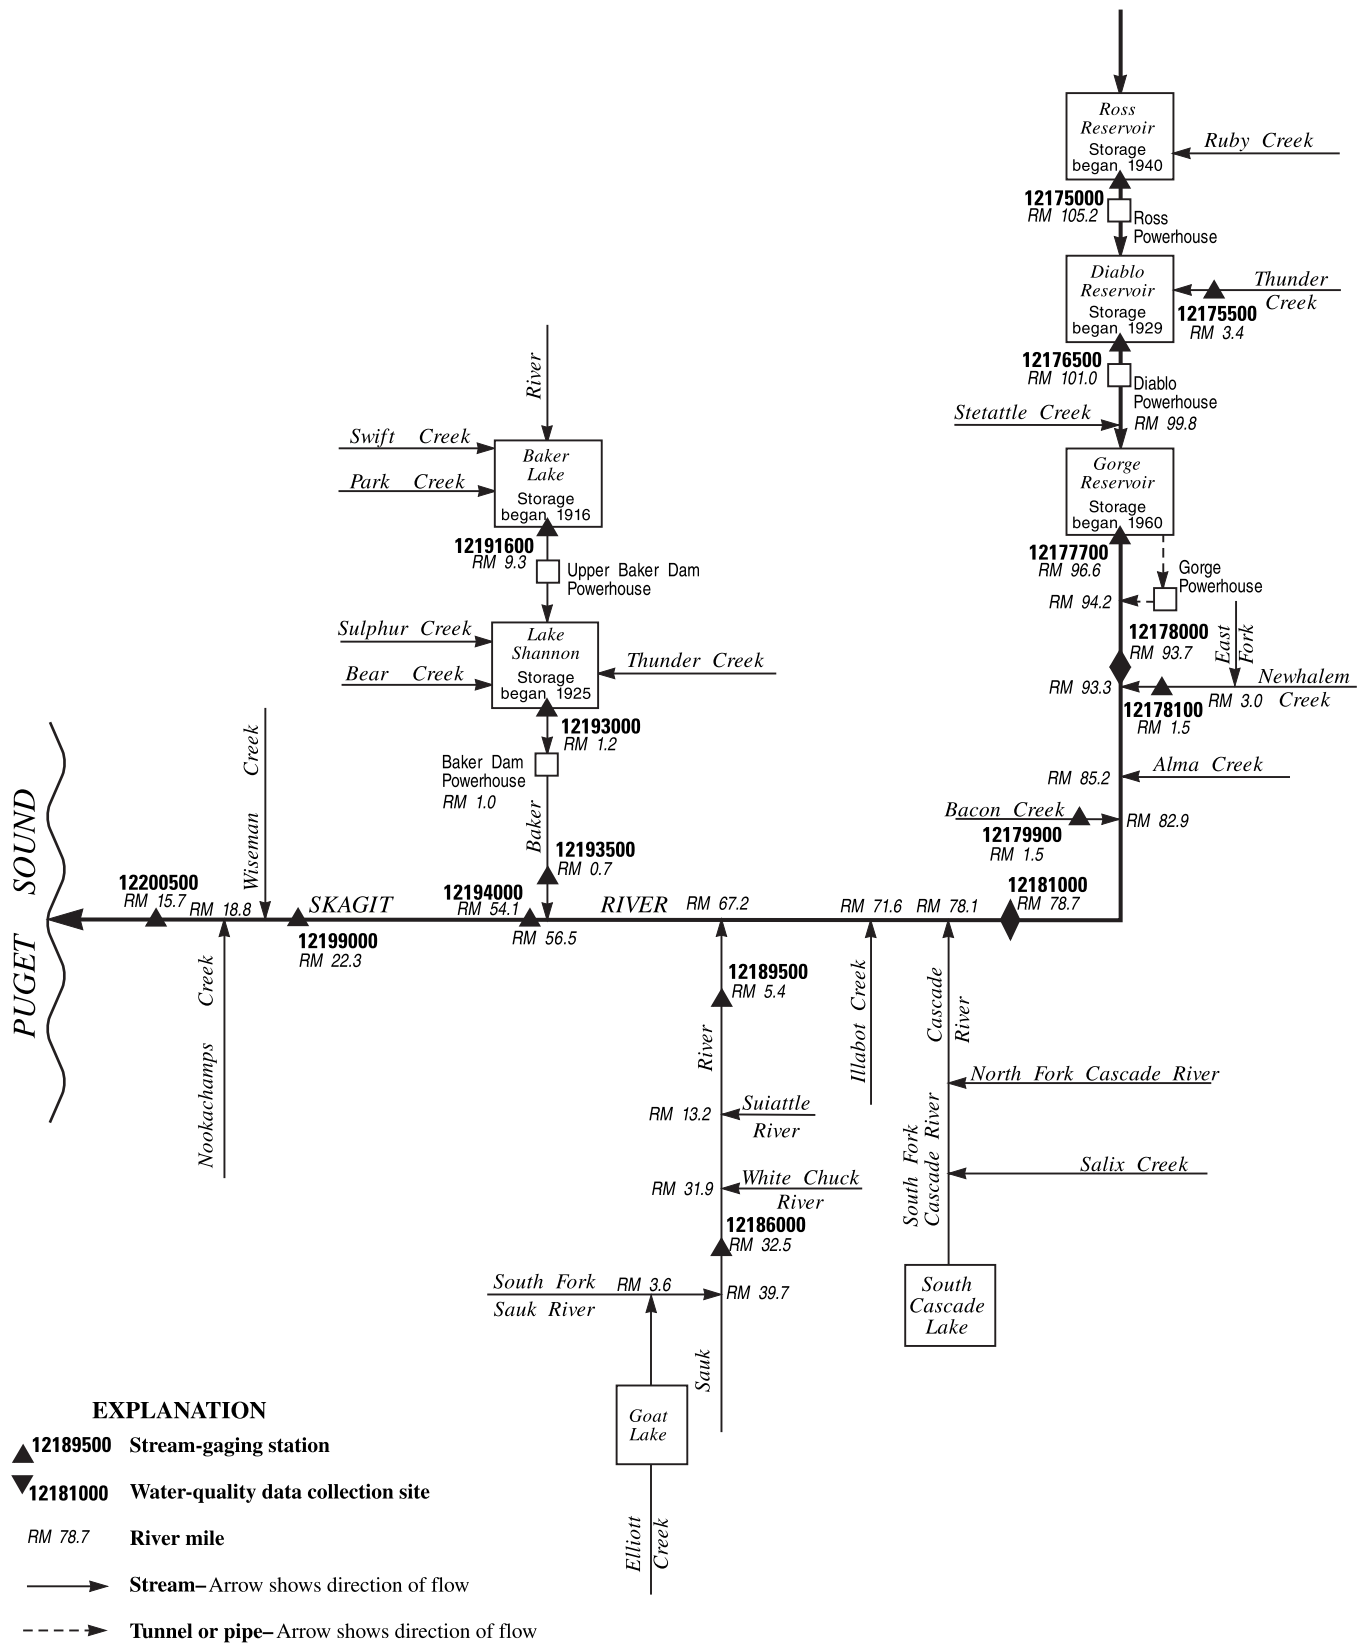 Ross
Reservoir
Storage
began 1940
Ruby Creek
12175000
RM 105.2
Ross
Powerhouse
Diablo
Reservoir
Storage
began 1929
Thunder
Creek
12175500
RM 3.4
12176500
RM 101.0
Diablo
Powerhouse
Stetattle Creek
RM 99.8
Gorge
Reservoir
Storage
began 1960
12177700
RM 96.6
Gorge
Powerhouse
RM 94.2
12178000
RM 93.7
East
Fork
RM 93.3
Newhalem
Creek
RM 3.0
12178100
RM 1.5
RM 85.2
Alma Creek
Bacon Creek
RM 82.9
12179900
RM 1.5
12181000
RM 78.7
River
Swift Creek
Park Creek
Baker
Lake
Storage
began 1916
12191600
RM 9.3
Upper Baker Dam
Powerhouse
Sulphur Creek
Bear Creek
Lake
Shannon
Storage
began 1925
Thunder Creek
12193000
RM 1.2
Baker Dam
Powerhouse
RM 1.0
Baker
12193500
RM 0.7
PUGET SOUND
12200500
RM 15.7
RM 18.8
Wiseman Creek
Nookachamps Creek
SKAGIT RIVER
12199000
RM 22.3
12194000
RM 54.1
RM 56.5
RM 67.2
RM 71.6
RM 78.1
12189500
RM 5.4
River
Illabot Creek
Cascade
River
North Fork Cascade River
RM 13.2
Suiattle
River
South Fork
Cascade River
Salix Creek
RM 31.9
White Chuck
River
12186000
RM 32.5
South Fork
Sauk River
RM 3.6
RM 39.7
Sauk
South
Cascade
Lake
Goat
Lake
Elliott
Creek
EXPLANATION
12189500 Stream-gaging station
12181000 Water-quality data collection site
RM 78.7 River mile
Stream–Arrow shows direction of flow
Tunnel or pipe–Arrow shows direction of flow